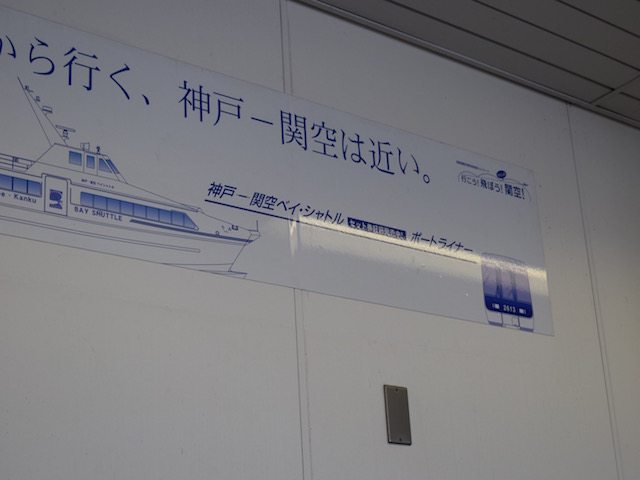 から行く、神戸－関空は近い。
行こう!飛ぼう!関空!
神戸－関空ベイ・シャトル
ポートライナー
e - Kanku
BAY SHUTTLE
2613